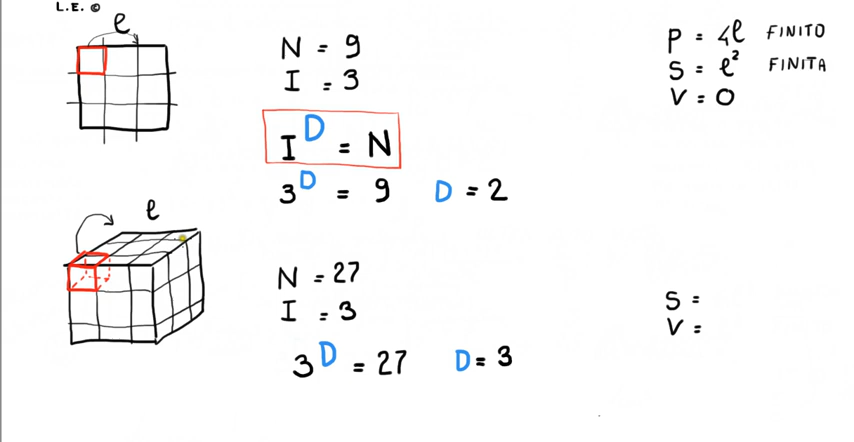 L.E. ©
l
N = 9
I = 3
I^D = N
3^D = 9 D = 2
P = 4l FINITO
S = l² FINITA
V = 0
l
N = 27
I = 3
3^D = 27 D = 3
S =
V =